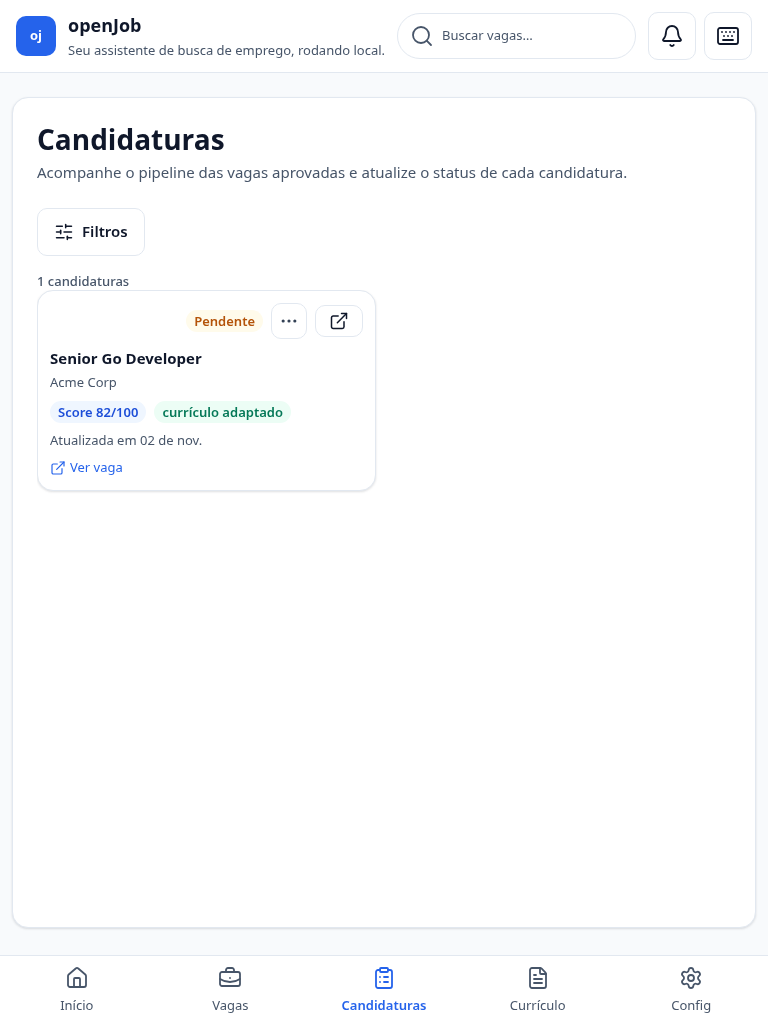 oj
openJob
Seu assistente de busca de emprego, rodando local.
Buscar vagas...
Candidaturas
Acompanhe o pipeline das vagas aprovadas e atualize o status de cada candidatura.
Filtros
1 candidaturas
Pendente
Senior Go Developer
Acme Corp
Score 82/100 currículo adaptado
Atualizada em 02 de nov.
Ver vaga
Início Vagas Candidaturas Currículo Config